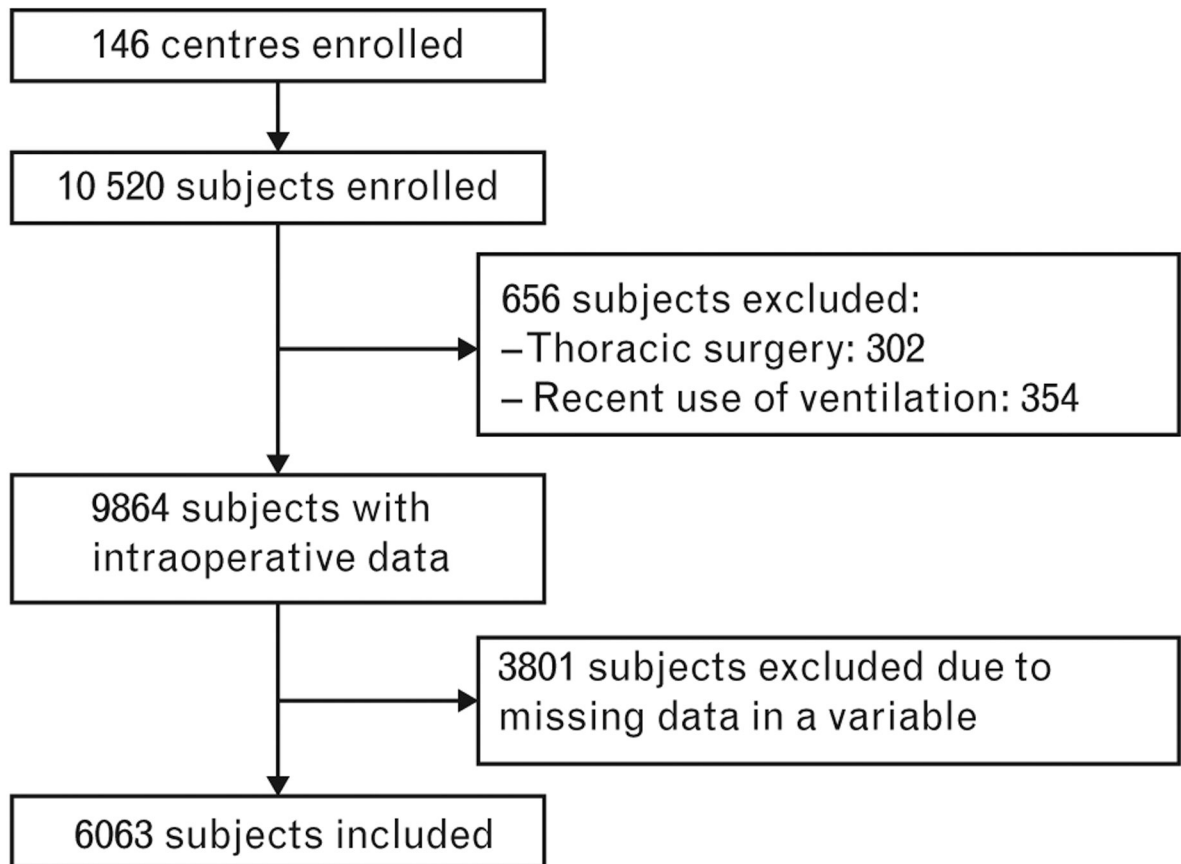 146 centres enrolled
10 520 subjects enrolled
656 subjects excluded:
– Thoracic surgery: 302
– Recent use of ventilation: 354
9864 subjects with
intraoperative data
3801 subjects excluded due to
missing data in a variable
6063 subjects included